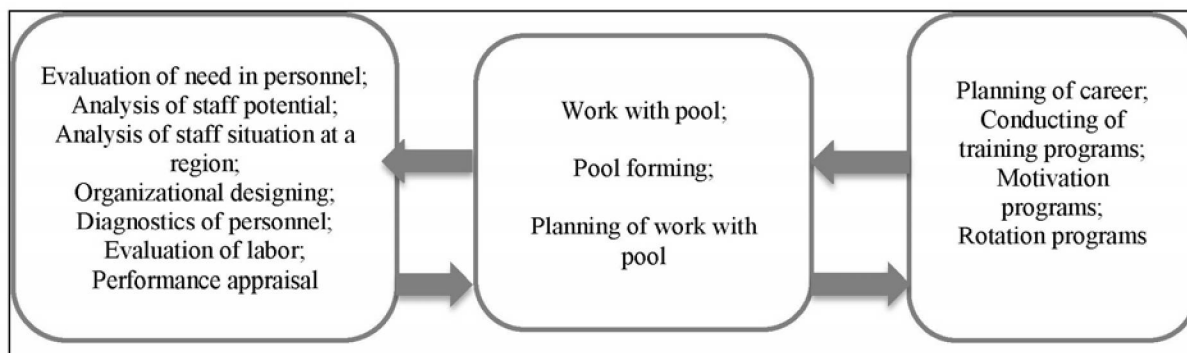 Evaluation of need in personnel;
Analysis of staff potential;
Analysis of staff situation at a
region;
Organizational designing;
Diagnostics of personnel;
Evaluation of labor;
Performance appraisal
Work with pool;
Pool forming;
Planning of work with
pool
Planning of career;
Conducting of
training programs;
Motivation
programs;
Rotation programs